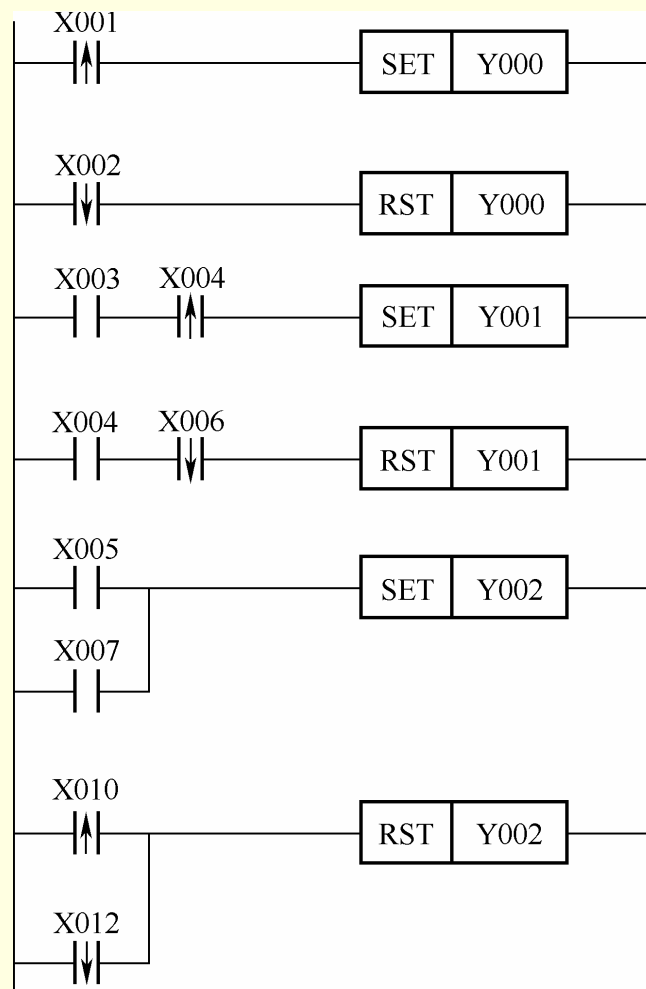 X001
SET Y000
X002
RST Y000
X003 X004
SET Y001
X004 X006
RST Y001
X005
SET Y002
X007
X010
RST Y002
X012